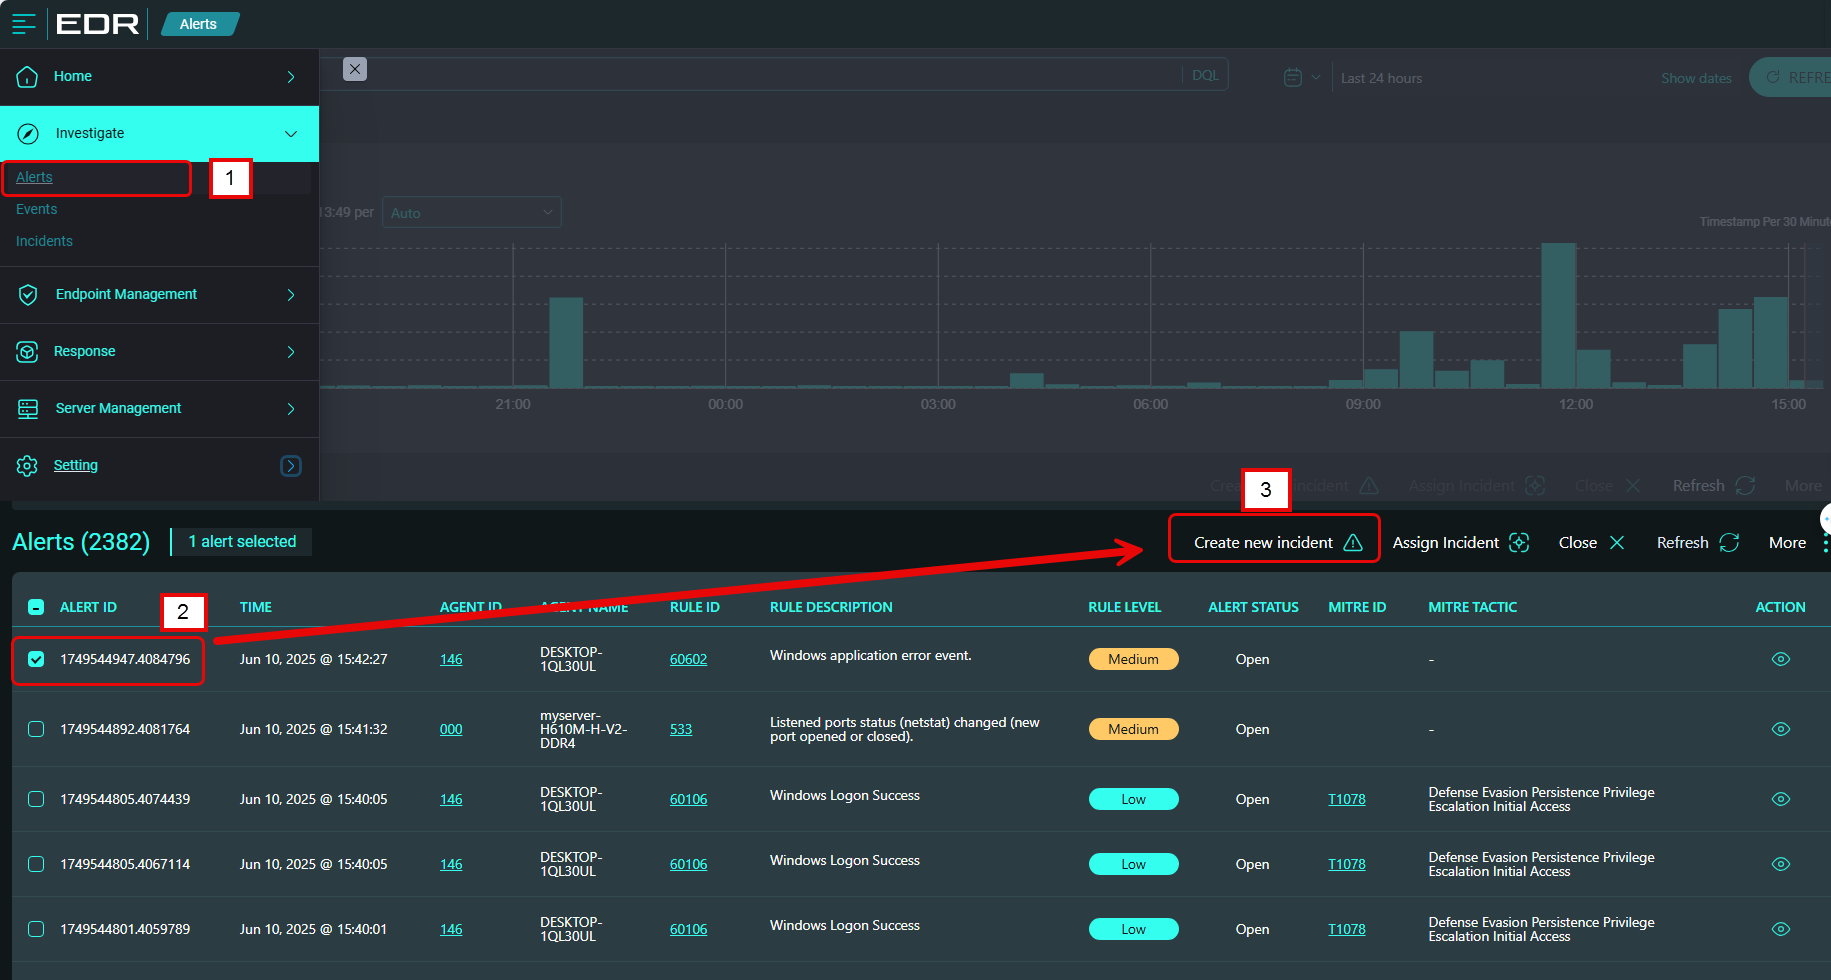 EDR
Alerts
Home
DQL
Last 24 hours
Show dates
REFRE
Investigate
Alerts
1
Events
Incidents
13:49 per
Auto
Timestamp Per 30 Minut
Endpoint Management
Response
Server Management
Setting
21:00
00:00
03:00
06:00
09:00
12:00
15:00
3
Assign Incident
Close
Refresh
More
Alerts (2382)
1 alert selected
Create new incident
Assign Incident
Close
Refresh
More
2
ALERT ID
TIME
AGENT ID
AGENT NAME
RULE ID
RULE DESCRIPTION
RULE LEVEL
ALERT STATUS
MITRE ID
MITRE TACTIC
ACTION
1749544947.4084796
Jun 10, 2025 @ 15:42:27
146
DESKTOP-
1QL30UL
60602
Windows application error event.
Medium
Open
-
1749544892.4081764
Jun 10, 2025 @ 15:41:32
000
myserver-
H610M-H-V2-
DDR4
533
Listened ports status (netstat) changed (new
port opened or closed).
Medium
Open
-
1749544805.4074439
Jun 10, 2025 @ 15:40:05
146
DESKTOP-
1QL30UL
60106
Windows Logon Success
Low
Open
T1078
Defense Evasion Persistence Privilege
Escalation Initial Access
1749544805.4067114
Jun 10, 2025 @ 15:40:05
146
DESKTOP-
1QL30UL
60106
Windows Logon Success
Low
Open
T1078
Defense Evasion Persistence Privilege
Escalation Initial Access
1749544801.4059789
Jun 10, 2025 @ 15:40:01
146
DESKTOP-
1QL30UL
60106
Windows Logon Success
Low
Open
T1078
Defense Evasion Persistence Privilege
Escalation Initial Access